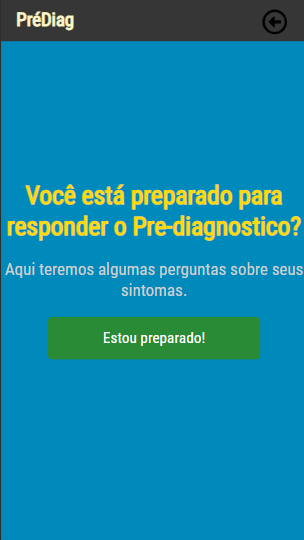 PréDiag
Você está preparado para
responder o Pre-diagnostico?
Aqui teremos algumas perguntas sobre seus
sintomas.
Estou preparado!